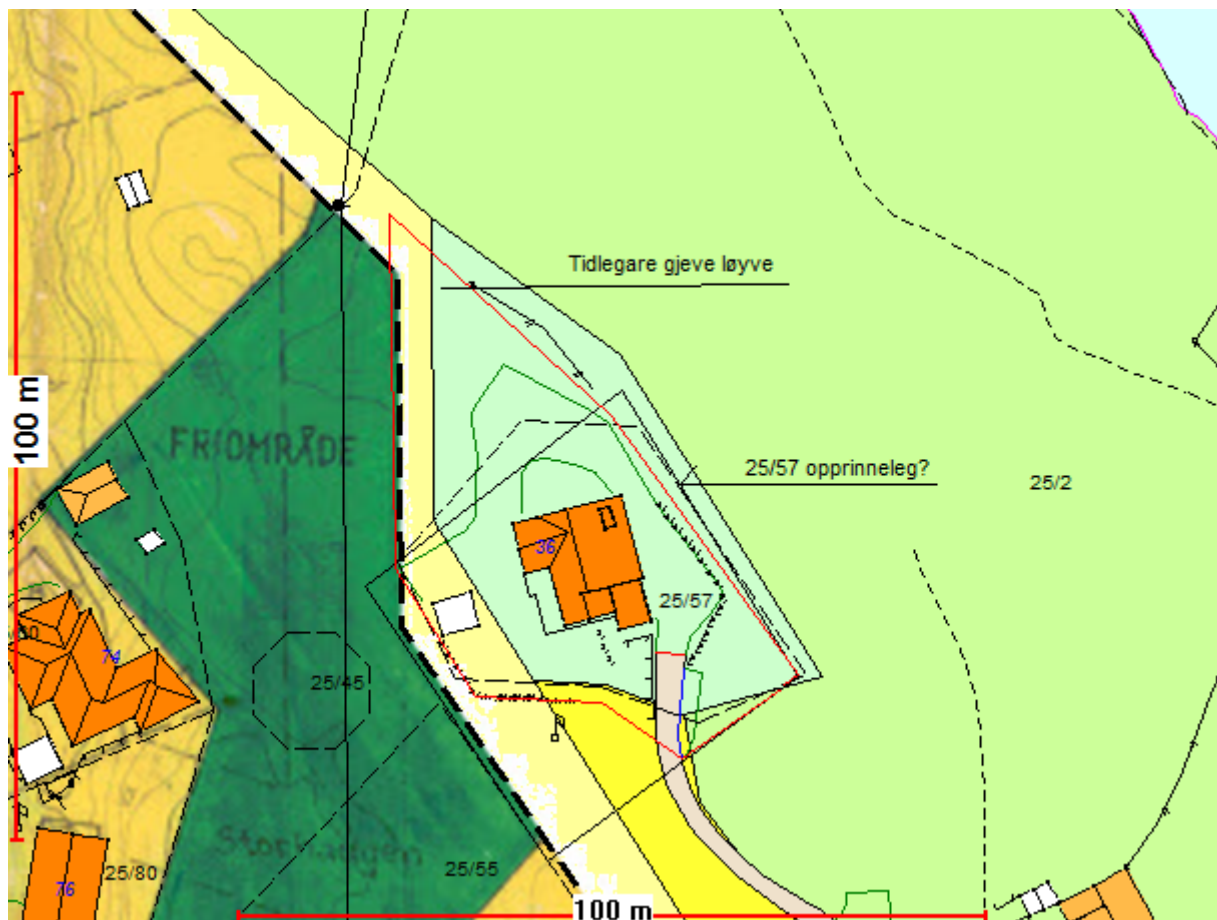 Tidlegare gjeve løyve
100 m
FRIOMRÅDE
25/57 opprinneleg?
25/2
36
25/57
74
25/45
Storhaugen
25/80
25/55
76
100 m